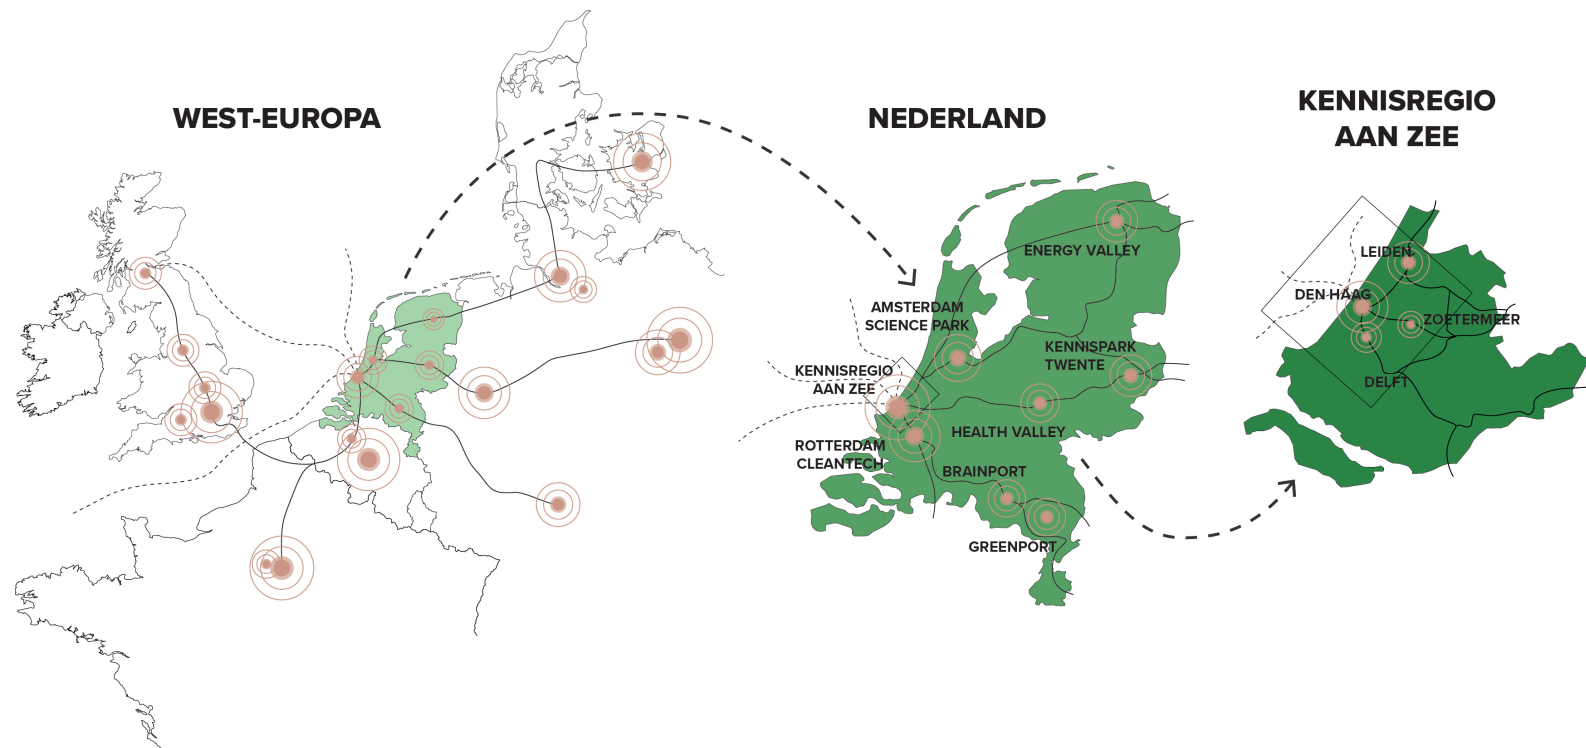 WEST-EUROPA
NEDERLAND
KENNISREGIO
AAN ZEE
ENERGY VALLEY
AMSTERDAM
SCIENCE PARK
KENNISPARK
TWENTE
KENNISREGIO
AAN ZEE
HEALTH VALLEY
ROTTERDAM
CLEANTECH
BRAINPORT
GREENPORT
LEIDEN
DEN HAAG
ZOETERMEER
DELFT